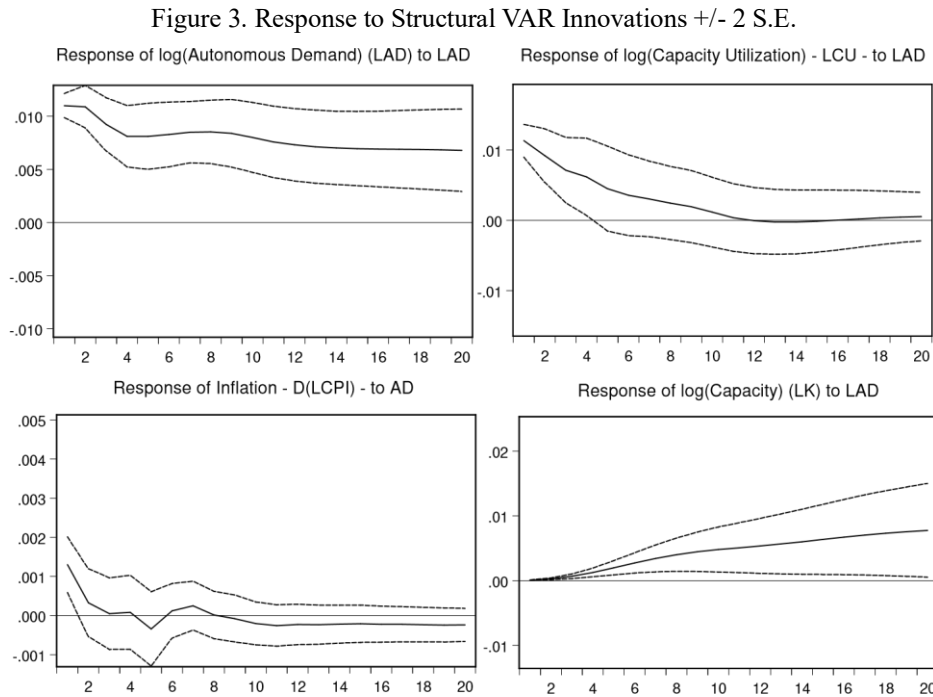 Figure 3. Response to Structural VAR Innovations +/- 2 S.E.
Response of log(Autonomous Demand) (LAD) to LAD
.010
.005
.000
-.005
-.010
2 4 6 8 10 12 14 16 18 20
Response of log(Capacity Utilization) - LCU - to LAD
.01
.00
-.01
2 4 6 8 10 12 14 16 18 20
Response of Inflation - D(LCPI) - to AD
.005
.004
.003
.002
.001
.000
-.001
2 4 6 8 10 12 14 16 18 20
Response of log(Capacity) (LK) to LAD
.02
.01
.00
-.01
2 4 6 8 10 12 14 16 18 20